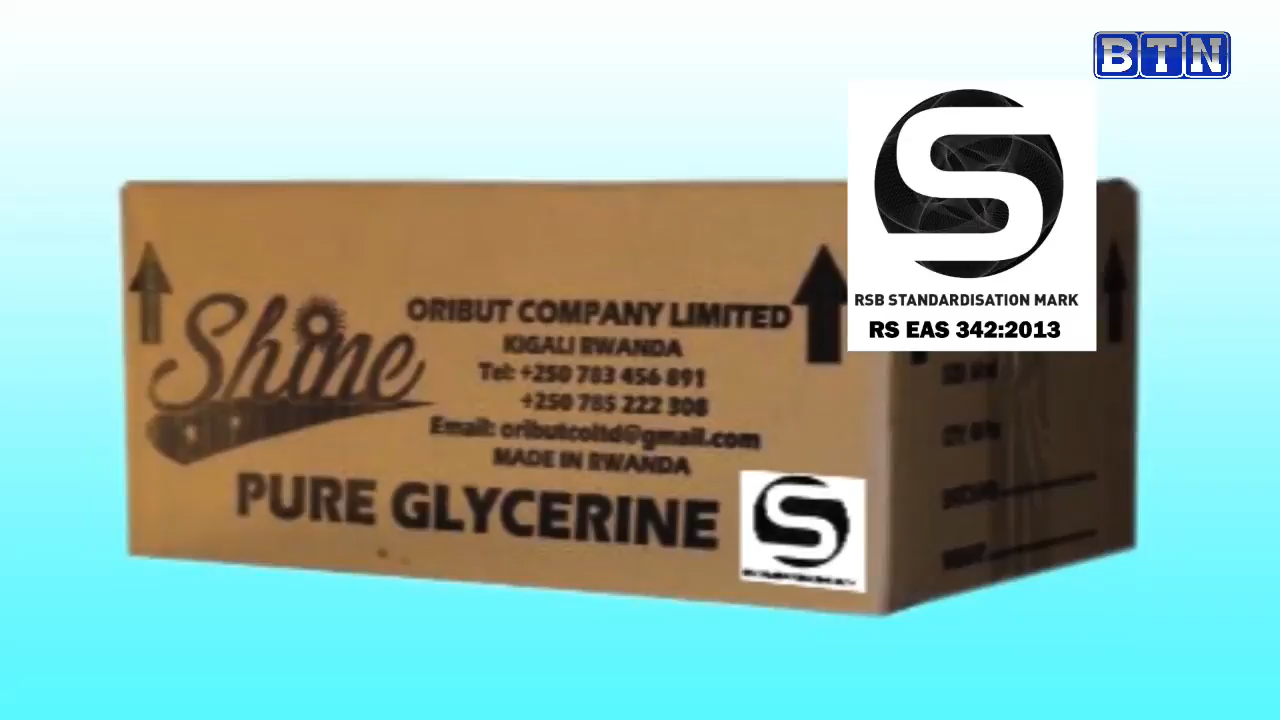 BTN
S
RSB STANDARDISATION MARK
RS EAS 342:2013
Shine
ORIBUT COMPANY LIMITED
KIGALI RWANDA
Tel: +250 783 456 891
+250 785 222 308
Email: oributcoltd@gmail.com
MADE IN RWANDA
PURE GLYCERINE
S